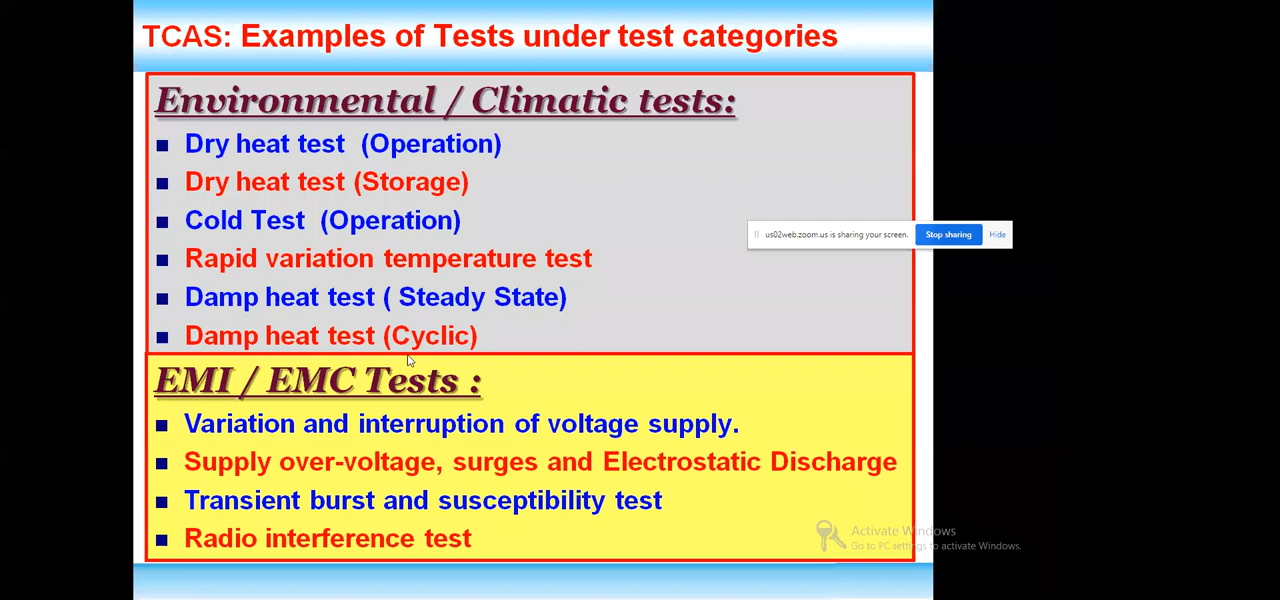 TCAS: Examples of Tests under test categories
Environmental / Climatic tests:
Dry heat test (Operation)
Dry heat test (Storage)
Cold Test (Operation)
us02web.zoom.us is sharing your screen. Stop sharing Hide
Rapid variation temperature test
Damp heat test ( Steady State)
Damp heat test (Cyclic)
EMI / EMC Tests :
Variation and interruption of voltage supply.
Supply over-voltage, surges and Electrostatic Discharge
Transient burst and susceptibility test
Radio interference test
Activate Windows
Go to PC settings to activate Windows.